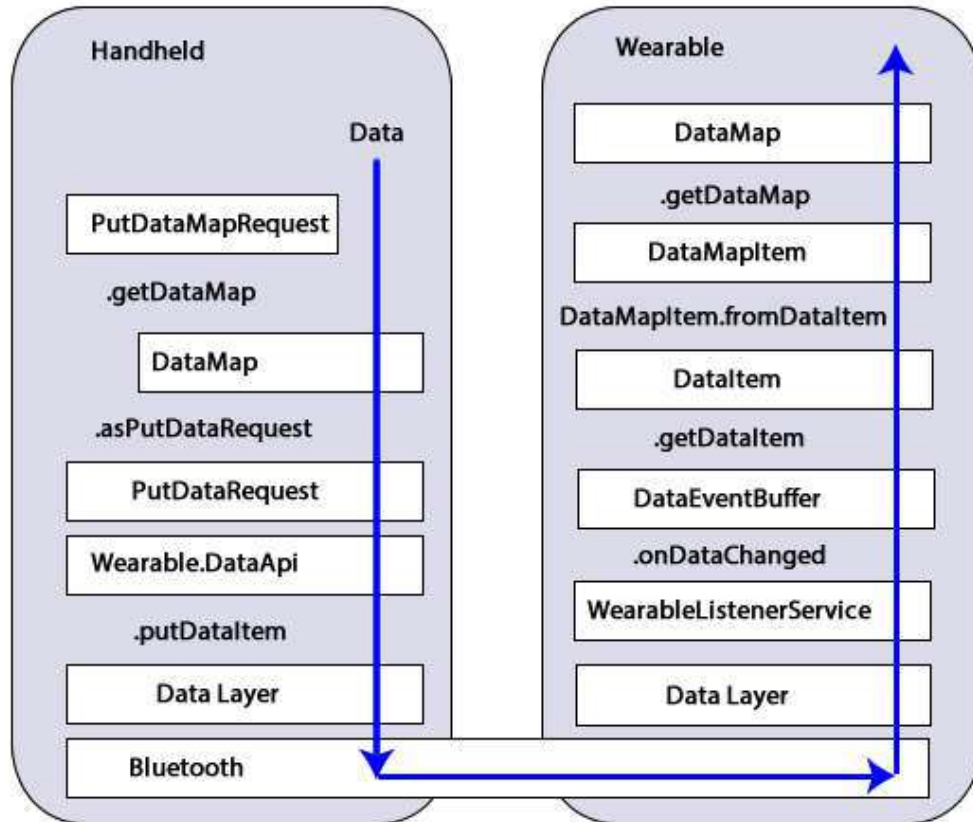 Handheld
Data
PutDataMapRequest
.getDataMap
DataMap
.asPutDataRequest
PutDataRequest
Wearable.DataApi
.putDataItem
Data Layer
Bluetooth
Wearable
DataMap
.getDataMap
DataMapItem
DataMapItem.fromDataItem
DataItem
.getDataItem
DataEventBuffer
.onDataChanged
WearableListenerService
Data Layer